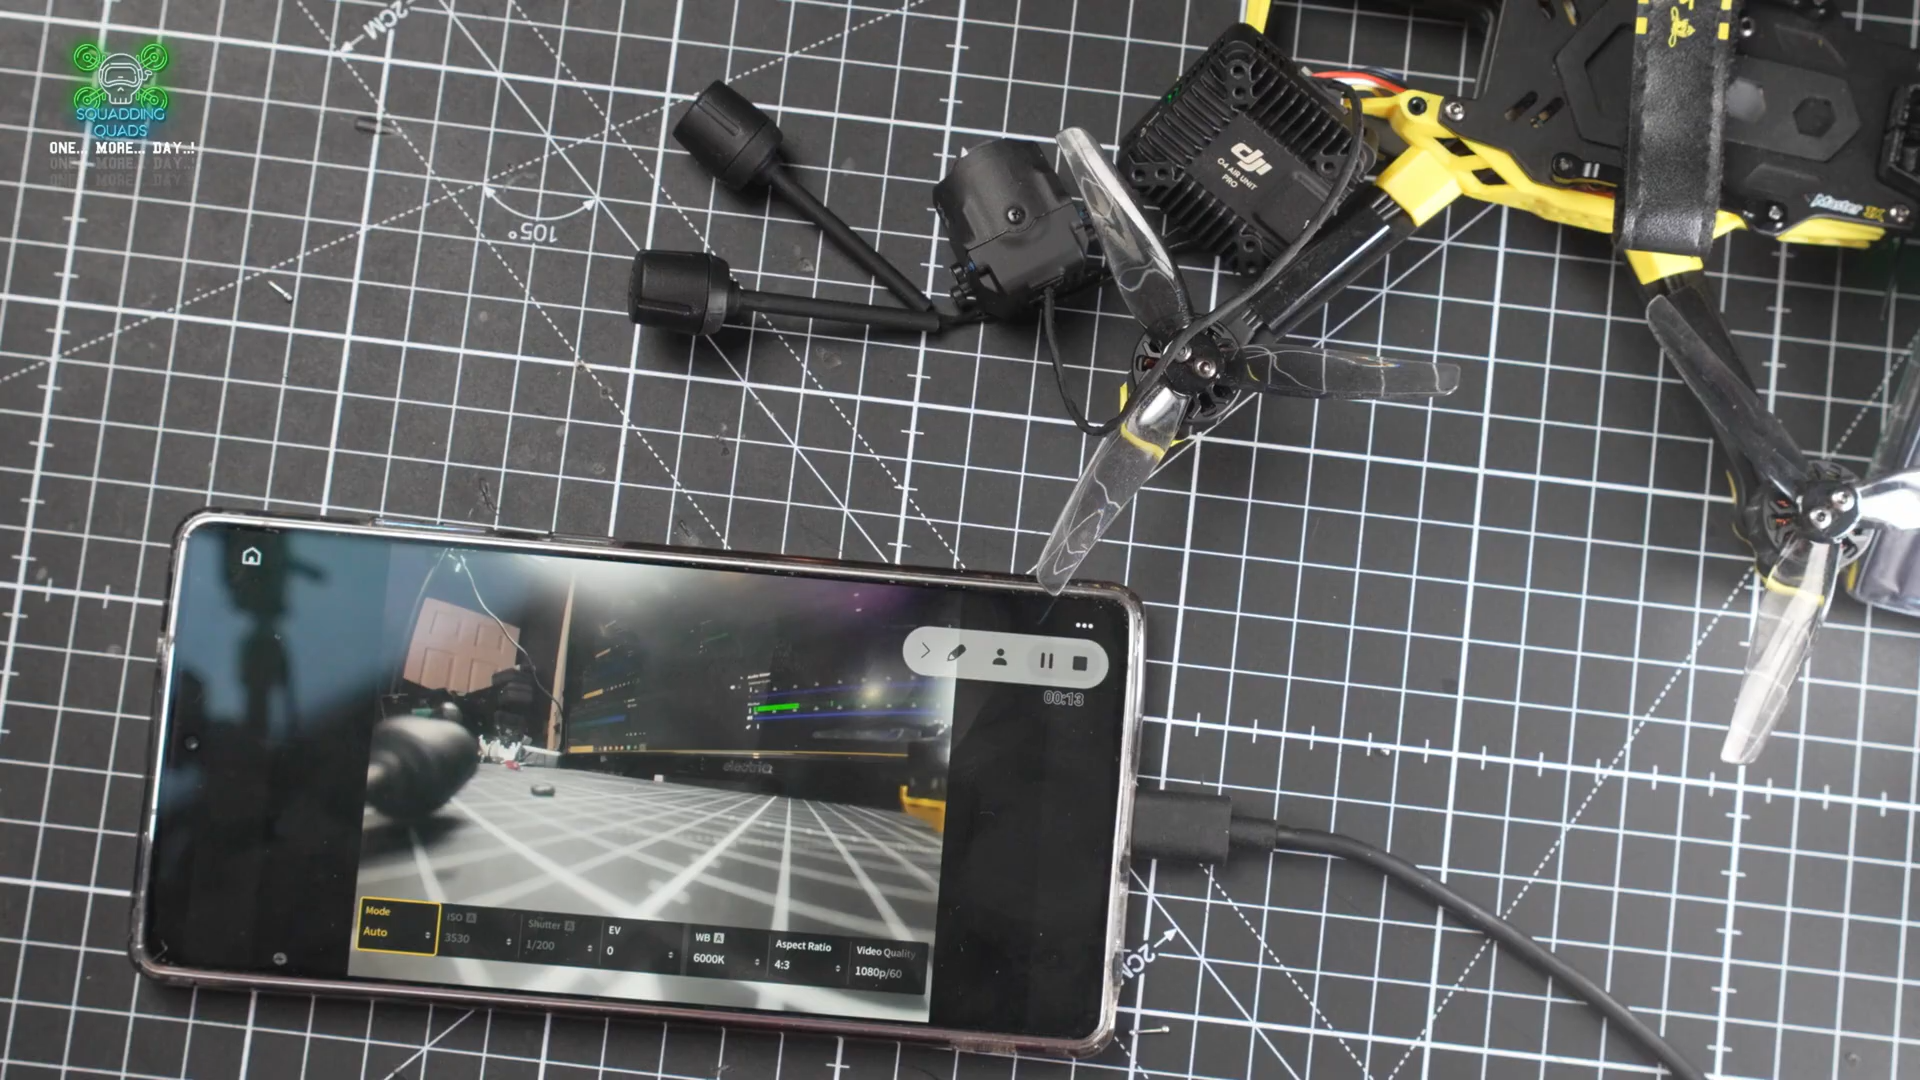 SQUADDING
QUADS
ONE... MORE... DAY..!
2CM
105°
dji
O4 AIR UNIT
PRO
Master
00:13
electriq
Mode
Auto
ISO A
3530
Shutter A
1/200
EV
0
WB A
6000K
Aspect Ratio
4:3
Video Quality
1080p/60
2CM